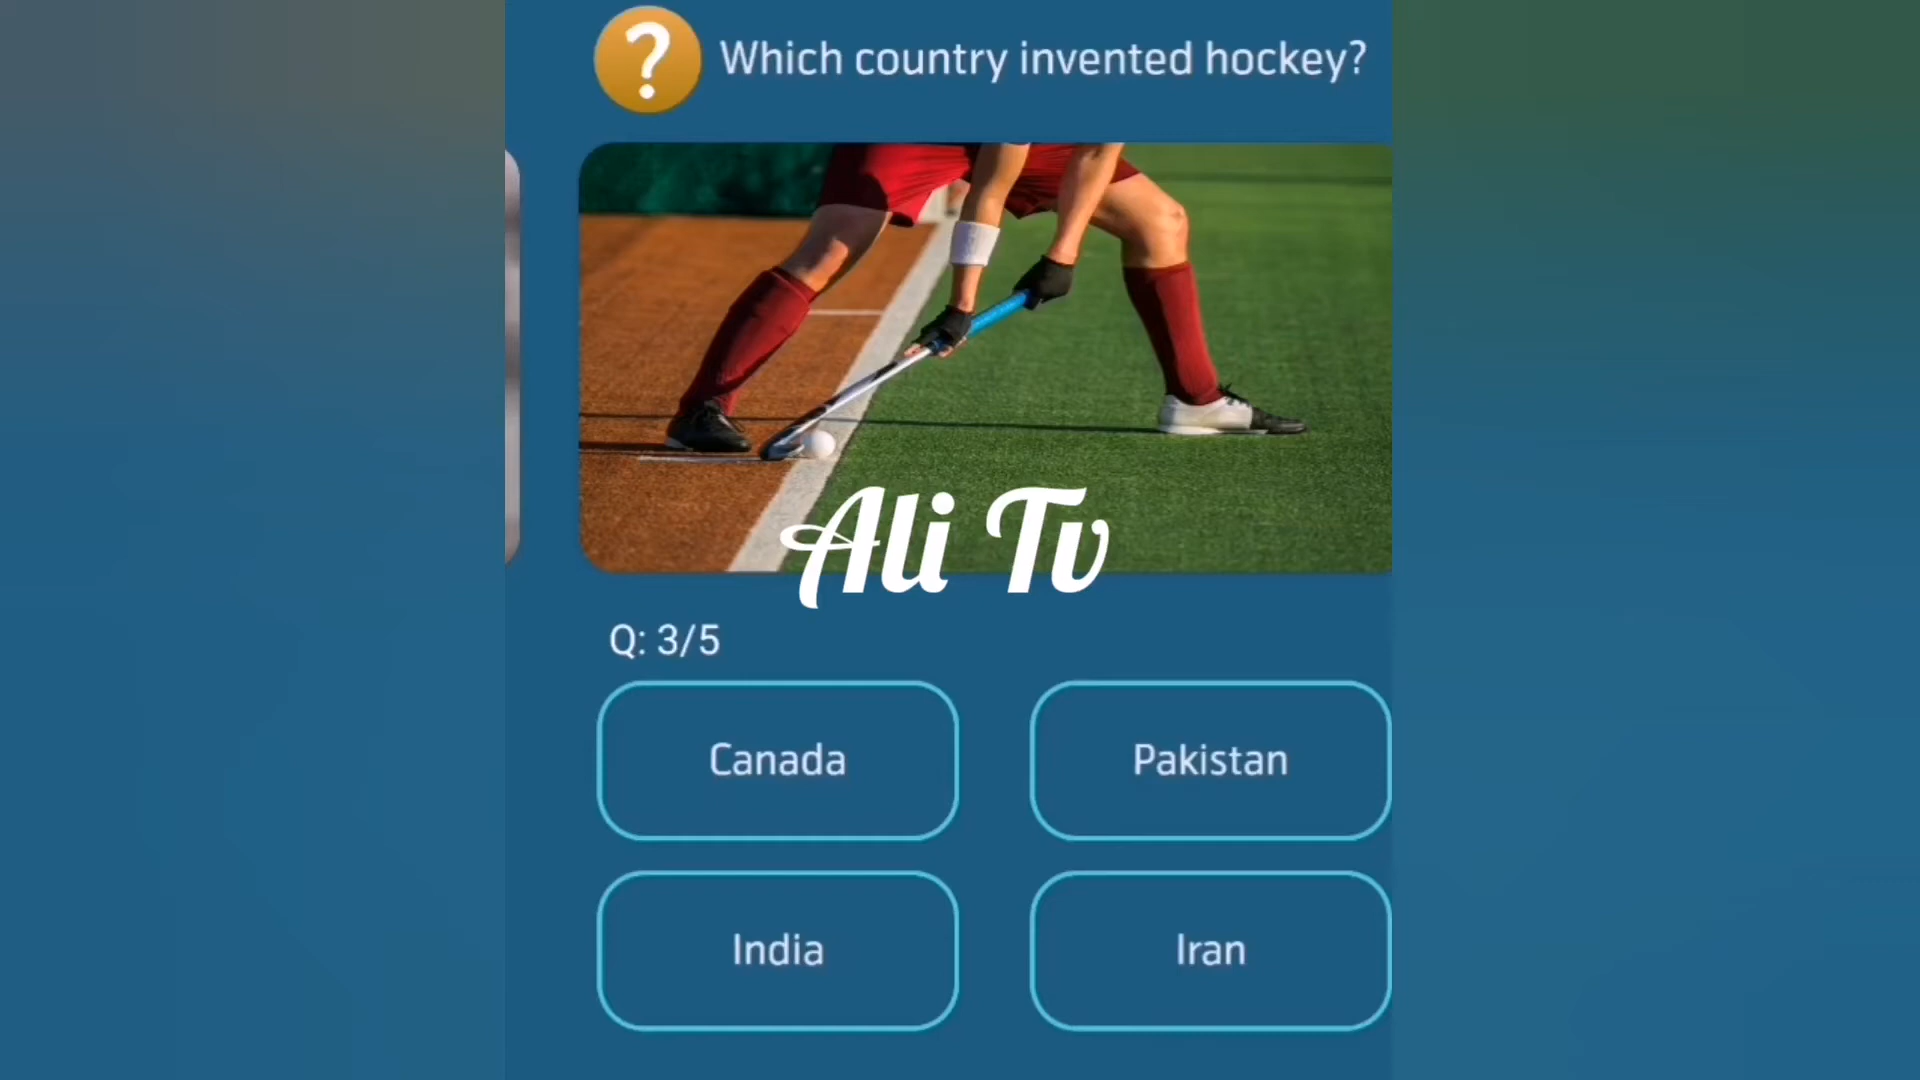 ? Which country invented hockey?
Ali Tv
Q: 3/5
Canada
Pakistan
India
Iran